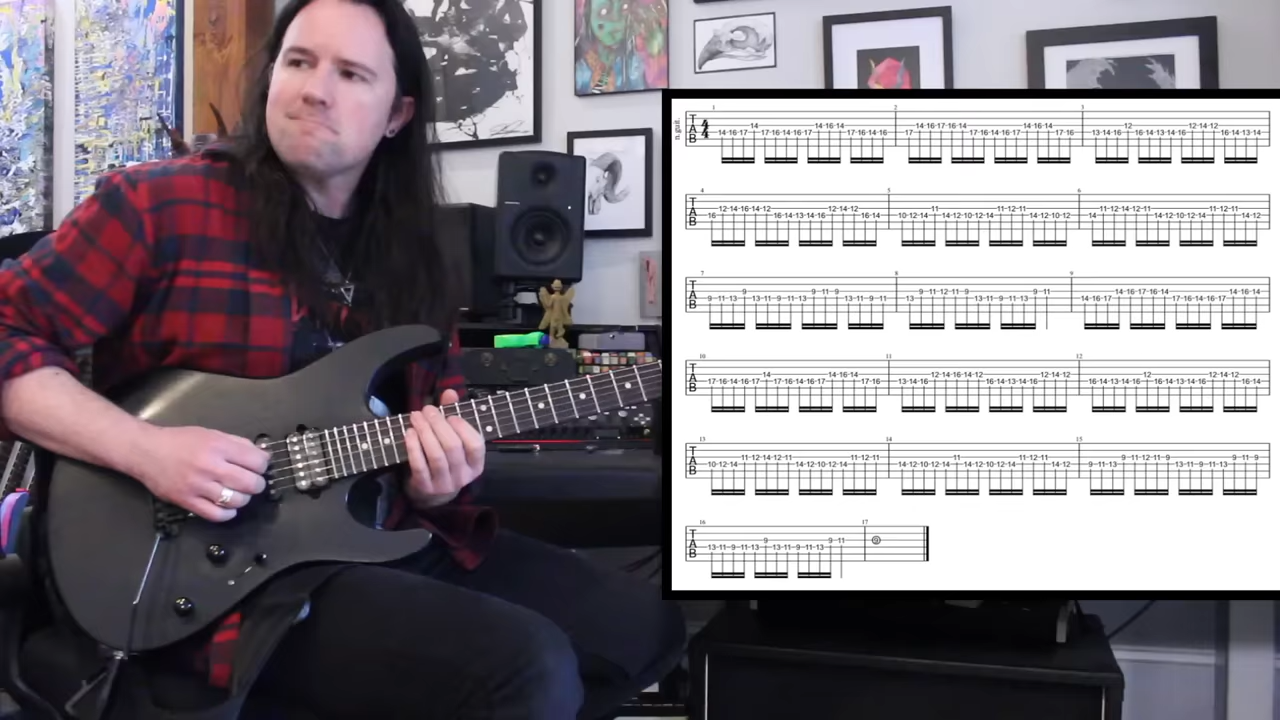 1 2 3
n.guit.
T A B 4 4 14-16-17 14 17-16-14-16-17 14-16-14 17-16-14-16 17 14-16-17-16-14 17-16-14-16-17 14-16-14 17-16 13-14-16 12 16-14-13-14-16 12-14-12 16-14-13-14
4 5 6
T A B 16 12-14-16-14-12 16-14-13-14-16 12-14-12 16-14 10-12-14 11 14-12-10-12-14 11-12-11 14-12-10-12 14 11-12-14-12-11 14-12-10-12-14 11-12-11 14-12
7 8 9
T A B 9-11-13 9 13-11-9-11-13 9-11-9 13-11-9-11 13 9-11-12-11-9 13-11-9-11-13 9-11 14-16-17 14-16-17-16-14 17-16-14-16-17 14-16-14
10 11 12
T A B 17-16-14-16-17 14 17-16-14-16-17 14-16-14 17-16 13-14-16 12-14-16-14-12 16-14-13-14-16 12-14-12 16-14-13-14-16 12 16-14-13-14-16 12-14-12 16-14
13 14 15
T A B 10-12-14 11-12-14-12-11 14-12-10-12-14 11-12-11 14-12-10-12-14 11 14-12-10-12-14 11-12-11 14-12 9-11-13 9-11-12-11-9 13-11-9-11-13 9-11-9
16 17
T A B 13-11-9-11-13 9 13-11-9-11-13 9-11 9